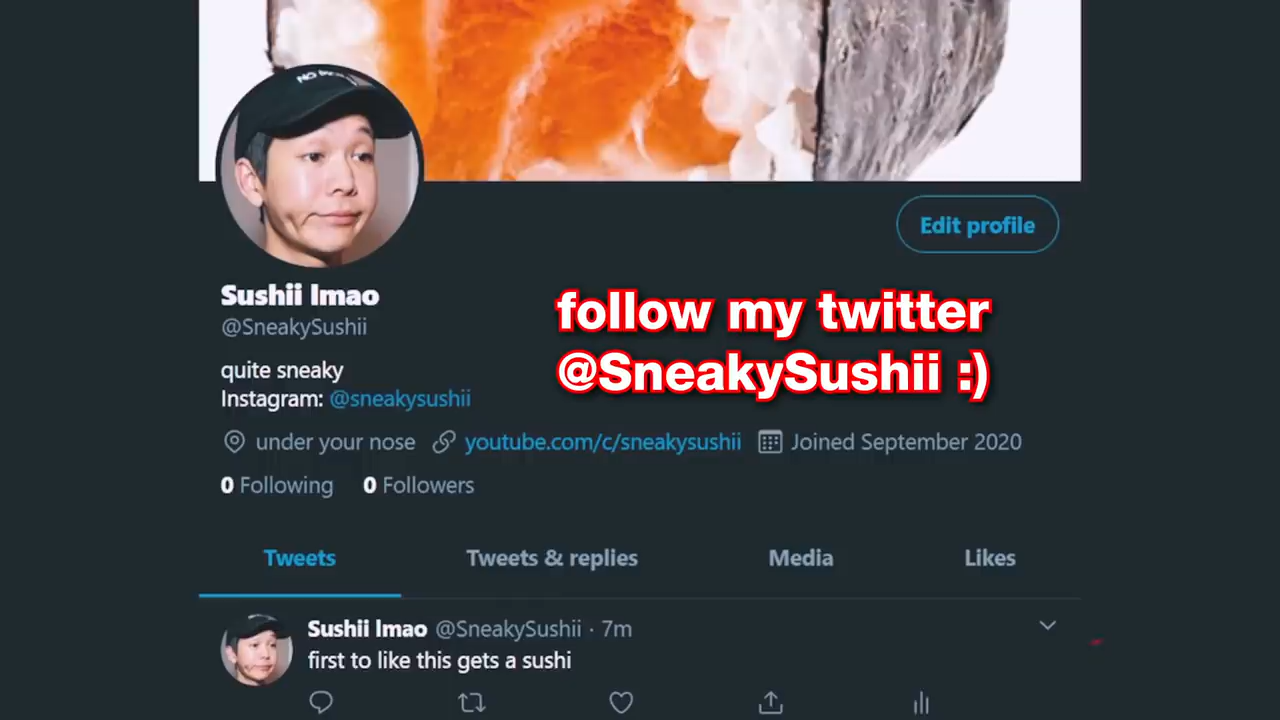 Edit profile
Sushii lmao
@SneakySushii
follow my twitter
@SneakySushii :)
quite sneaky
Instagram: @sneakysushii
under your nose youtube.com/c/sneakysushii Joined September 2020
0 Following 0 Followers
Tweets Tweets & replies Media Likes
Sushii lmao @SneakySushii · 7m
first to like this gets a sushi